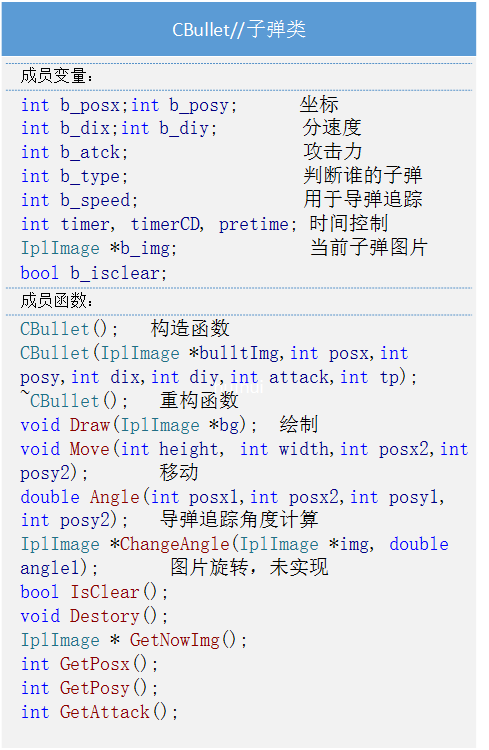 CBullet//子弹类
成员变量：
int b_posx;int b_posy; 坐标
int b_dix;int b_diy; 分速度
int b_atck; 攻击力
int b_type; 判断谁的子弹
int b_speed; 用于导弹追踪
int timer, timerCD, pretime; 时间控制
IplImage *b_img; 当前子弹图片
bool b_isclear;
成员函数：
CBullet(); 构造函数
CBullet(IplImage *bulltImg,int posx,int
posy,int dix,int diy,int attack,int tp);
~CBullet(); 重构函数
void Draw(IplImage *bg); 绘制
void Move(int height, int width,int posx2,int
posy2); 移动
double Angle(int posx1,int posx2,int posy1,
int posy2); 导弹追踪角度计算
IplImage *ChangeAngle(IplImage *img, double
angle1); 图片旋转，未实现
bool IsClear();
void Destory();
IplImage * GetNowImg();
int GetPosx();
int GetPosy();
int GetAttack();